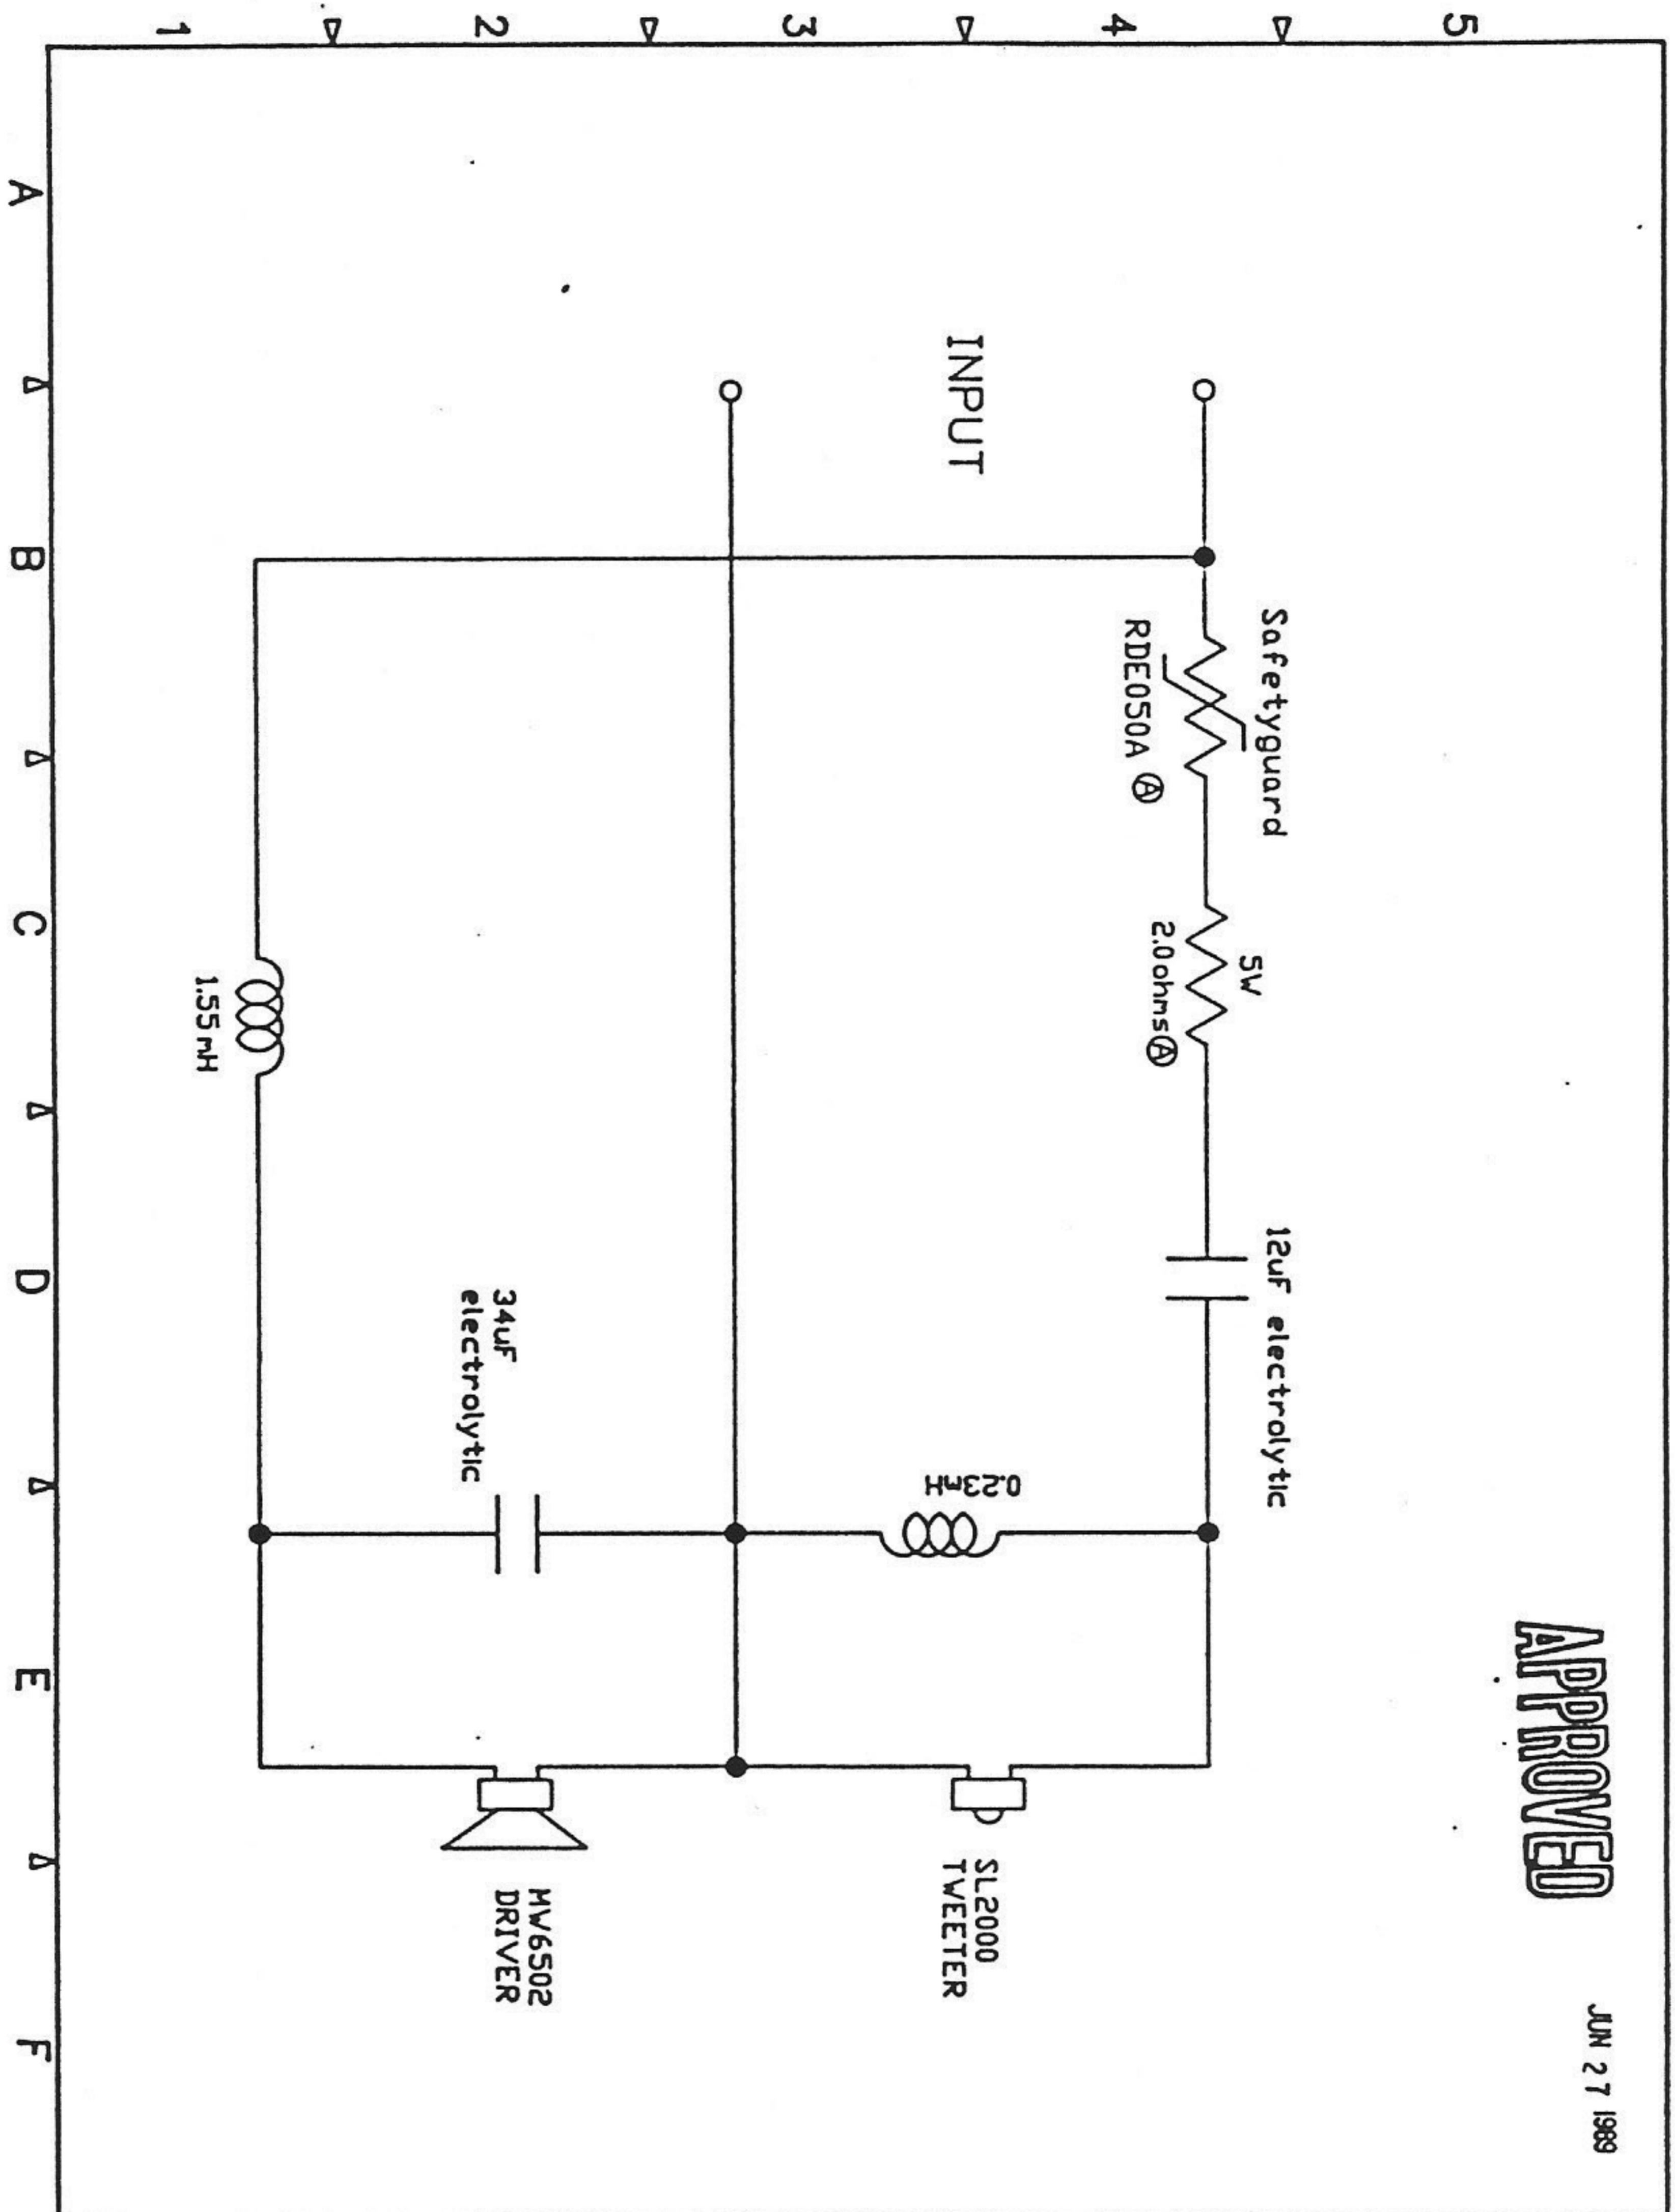 APPROVED
JUN 27 1989
5
4
3
2
1
Safetyguard
RDE050A Ⓐ
5W
2.0ohmsⒶ
12uF electrolytic
INPUT
0.23mH
SL2000
TWEETER
34uF
electrolytic
MW6502
DRIVER
1.55mH
A
B
C
D
E
F